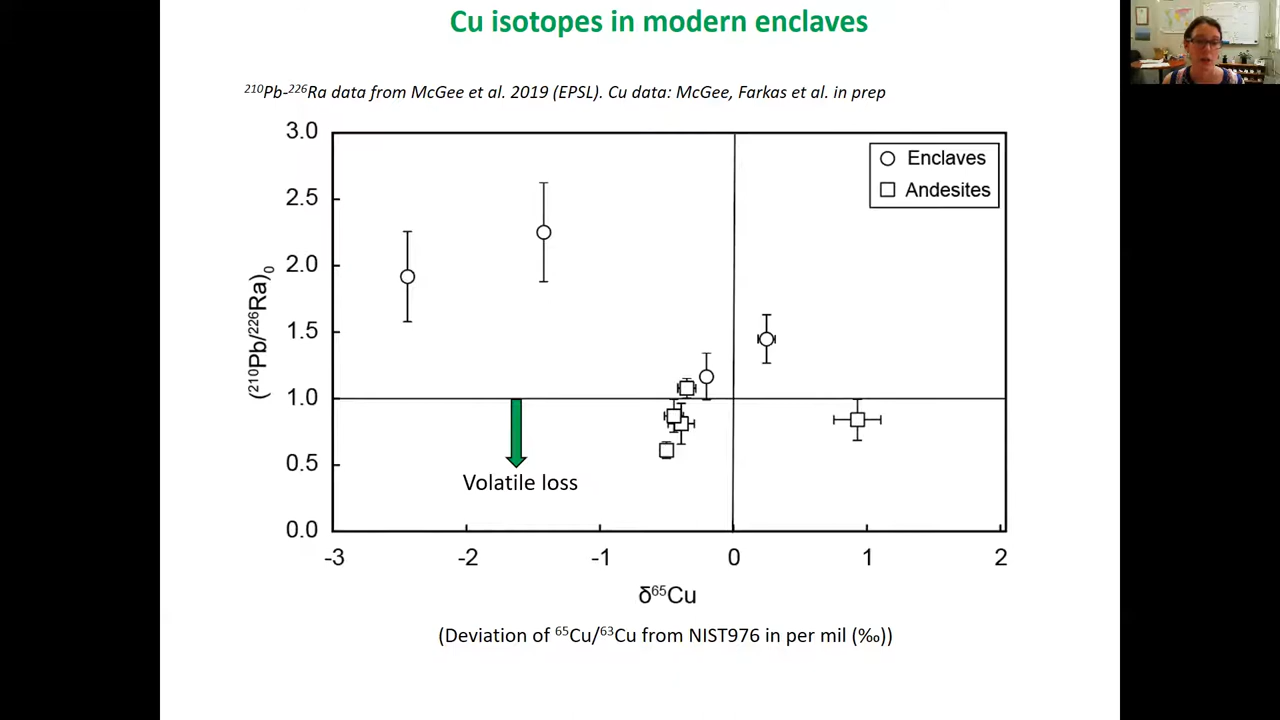 Cu isotopes in modern enclaves
²¹⁰Pb-²²⁶Ra data from McGee et al. 2019 (EPSL). Cu data: McGee, Farkas et al. in prep
3.0
2.5
2.0
1.5
1.0
0.5
0.0
(²¹⁰Pb/²²⁶Ra)₀
Enclaves
Andesites
Volatile loss
-3
-2
-1
0
1
2
δ⁶⁵Cu
(Deviation of ⁶⁵Cu/⁶³Cu from NIST976 in per mil (‰))